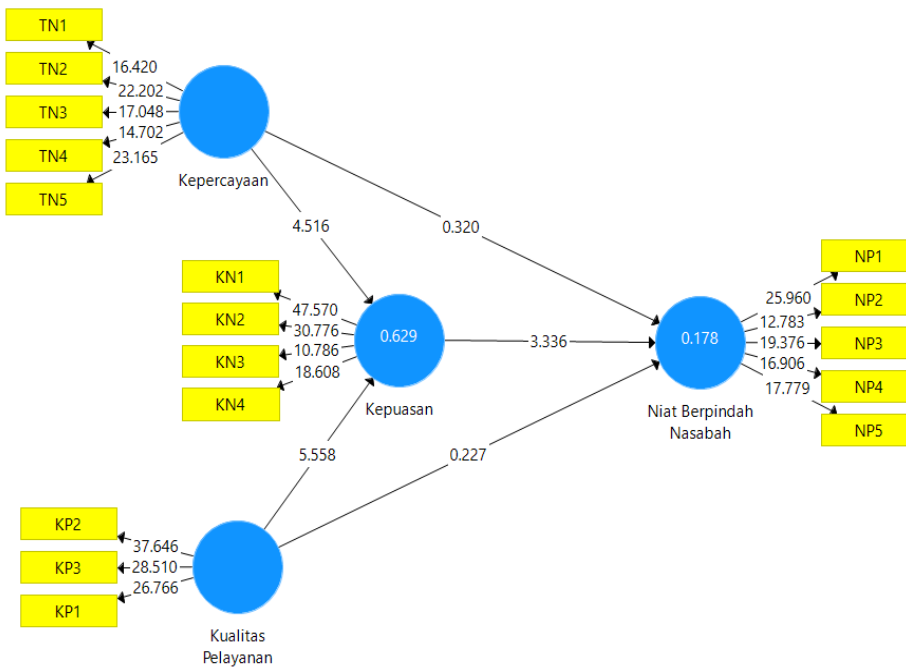 TN1
TN2
TN3
TN4
TN5
16.420
22.202
17.048
14.702
23.165
Kepercayaan
4.516
0.320
KN1
KN2
KN3
KN4
47.570
30.776
10.786
18.608
0.629
Kepuasan
3.336
0.178
Niat Berpindah
Nasabah
25.960
12.783
19.376
16.906
17.779
NP1
NP2
NP3
NP4
NP5
5.558
0.227
KP2
KP3
KP1
37.646
28.510
26.766
Kualitas
Pelayanan